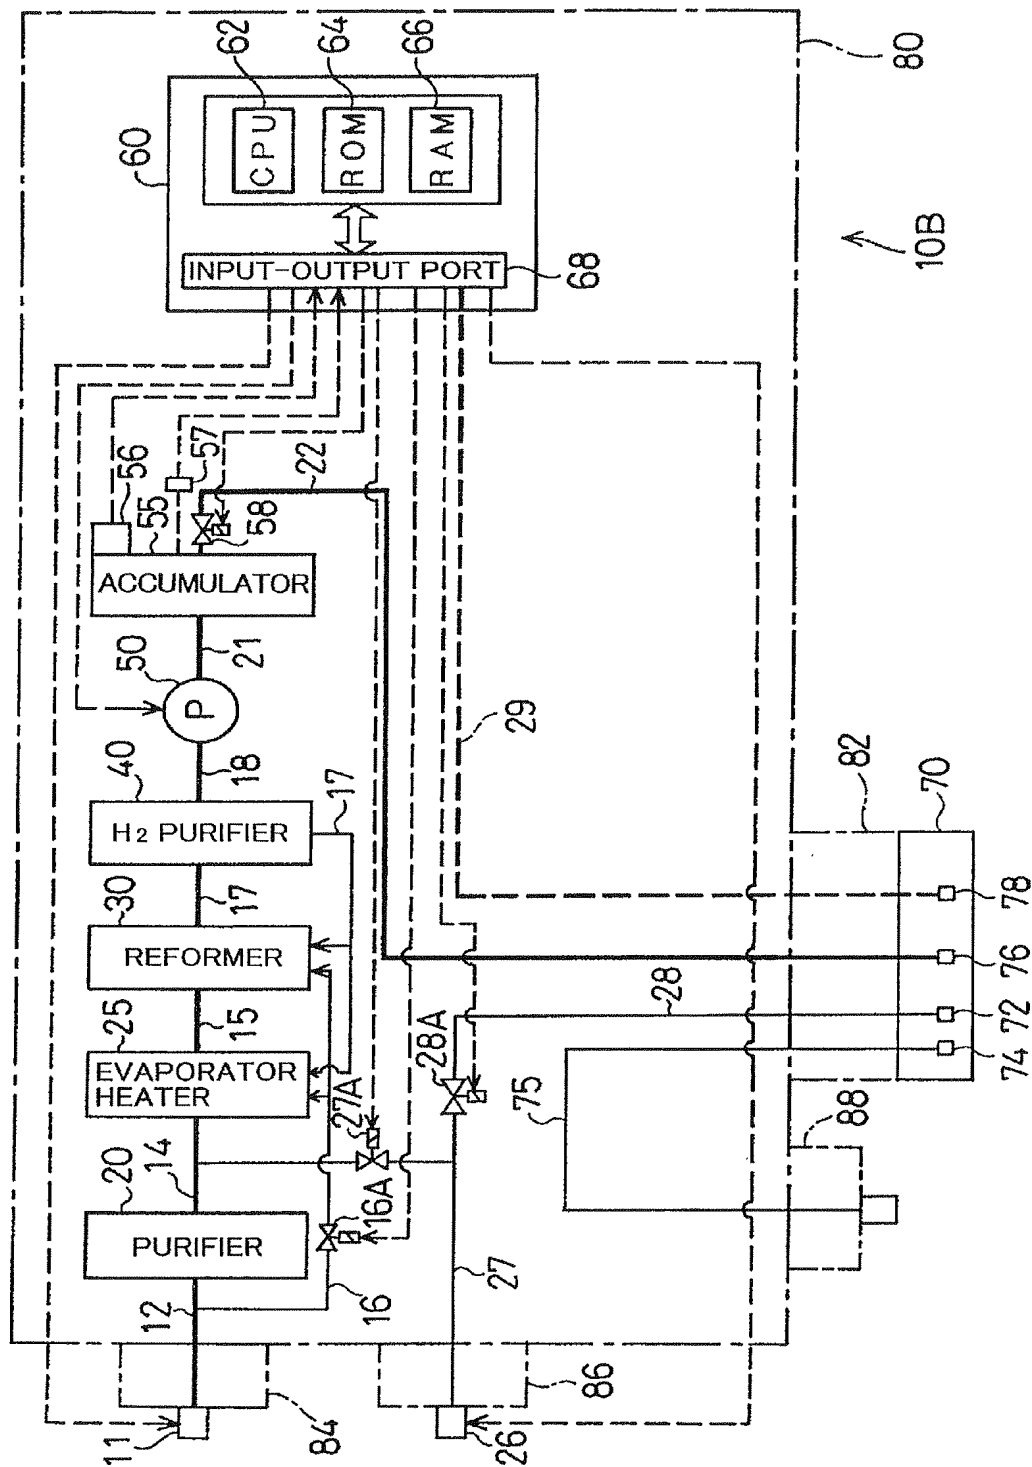 60
62
64
66
CPU
ROM
RAM
INPUT-OUTPUT PORT
68
80
10B
56
55
57
22
ACCUMULATOR
58
50
21
P
29
40
18
H2 PURIFIER
17
82
70
30
17
REFORMER
78
76
25
15
28
72
EVAPORATOR
HEATER
27A
28A
75
74
88
20
14
16A
PURIFIER
12
16
27
11
84
86
26